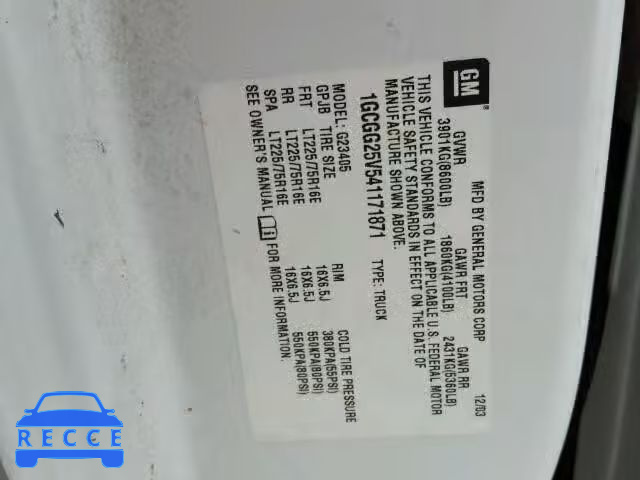 GM
MFD BY GENERAL MOTORS CORP 12/03
GVWR GAWR FRT GAWR RR
3901KG(8600LB) 1860KG(4100LB) 2431KG(5360LB)
THIS VEHICLE CONFORMS TO ALL APPLICABLE U.S. FEDERAL MOTOR
VEHICLE SAFETY STANDARDS IN EFFECT ON THE DATE OF
MANUFACTURE SHOWN ABOVE.
1GCGG25V541171871 TYPE: TRUCK
MODEL: G23405
GPJB TIRE SIZE RIM COLD TIRE PRESSURE
FRT LT225/75R16E 16X6.5J 380KPA(55PSI)
RR LT225/75R16E 16X6.5J 550KPA(80PSI)
SPA LT225/75R16E 16X6.5J 550KPA(80PSI)
SEE OWNER'S MANUAL FOR MORE INFORMATION.
RECCE